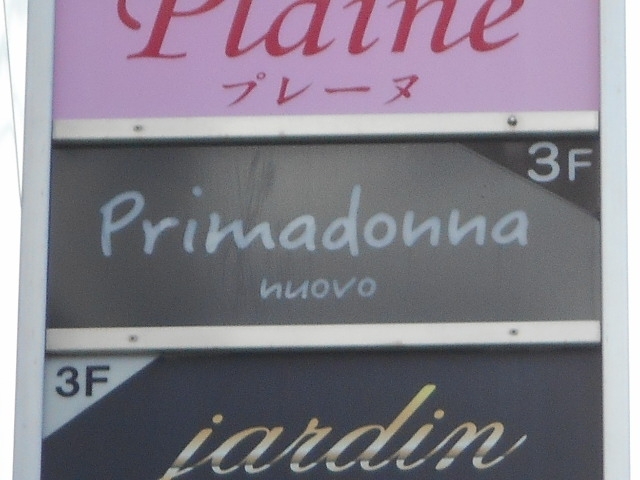 Plaine
プレーヌ
3F
Primadonna
nuovo
3F
jardin